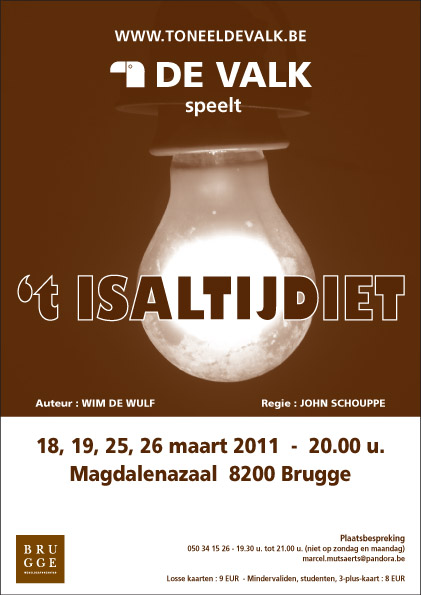 WWW.TONEELDEVALK.BE
DE VALK
speelt
't ISALTIJDIET
Auteur : WIM DE WULF Regie : JOHN SCHOUPPE
18, 19, 25, 26 maart 2011 - 20.00 u.
Magdalenazaal 8200 Brugge
Plaatsbespreking
050 34 15 26 - 19.30 u. tot 21.00 u. (niet op zondag en maandag)
marcel.mutsaerts@pandora.be
BRU
GGE
Losse kaarten : 9 EUR - Mindervaliden, studenten, 3-plus-kaart : 8 EUR